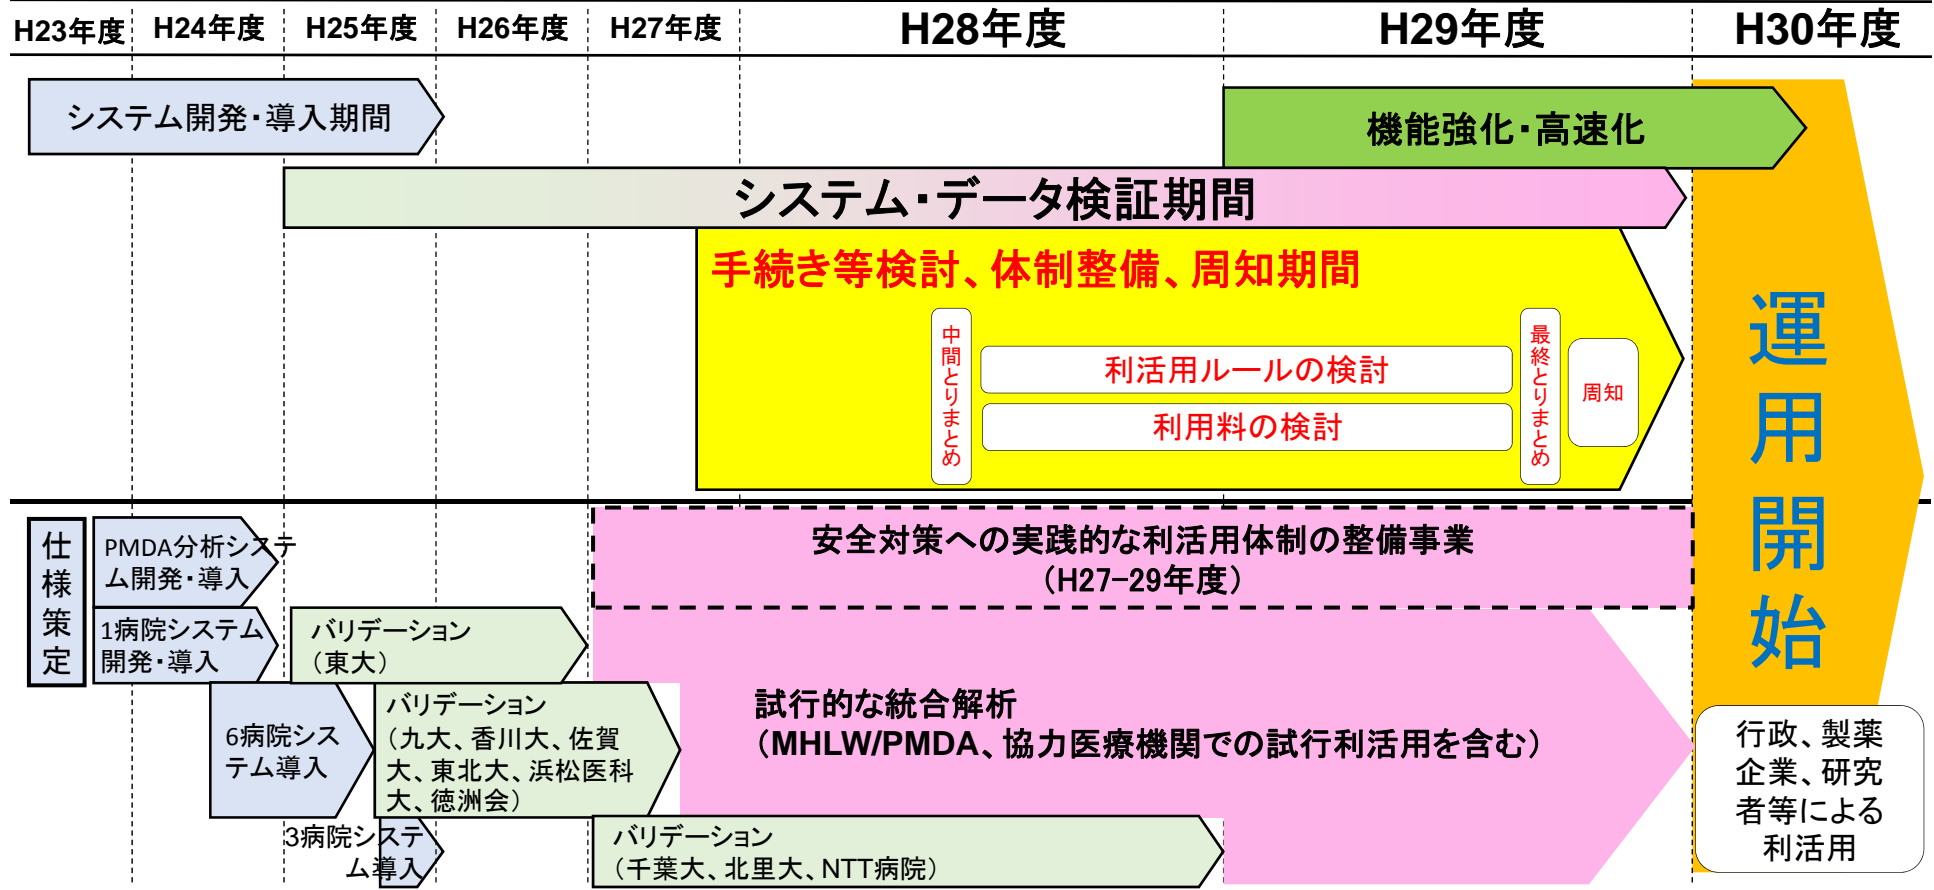 H23年度
H24年度
H25年度
H26年度
H27年度
H28年度
H29年度
H30年度
システム開発・導入期間
機能強化・高速化
システム・データ検証期間
手続き等検討、体制整備、周知期間
中間とりまとめ
利活用ルールの検討
利用料の検討
最終とりまとめ
周知
運用開始
仕様策定
PMDA分析システ
ム開発・導入
安全対策への実践的な利活用体制の整備事業
（H27-29年度）
1病院システム
開発・導入
バリデーション
（東大）
6病院シス
テム導入
バリデーション
（九大、香川大、佐賀
大、東北大、浜松医科
大、徳洲会）
試行的な統合解析
（MHLW/PMDA、協力医療機関での試行利活用を含む）
3病院システ
ム導入
バリデーション
（千葉大、北里大、NTT病院）
行政、製薬
企業、研究
者等による
利活用